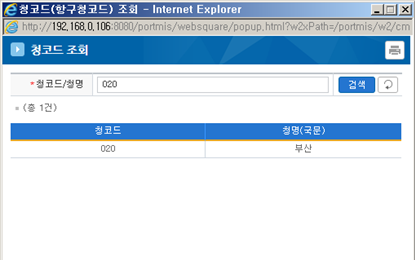 청코드(항구청코드) 조회 - Internet Explorer
http://192,168,0,106:8080/portmis/websquare/popup.html?w2xPath=/portmis/w2/cm
청코드 조회
*청코드/청명 020 검색
(총 1건)
청코드 청명(국문)
020 부산